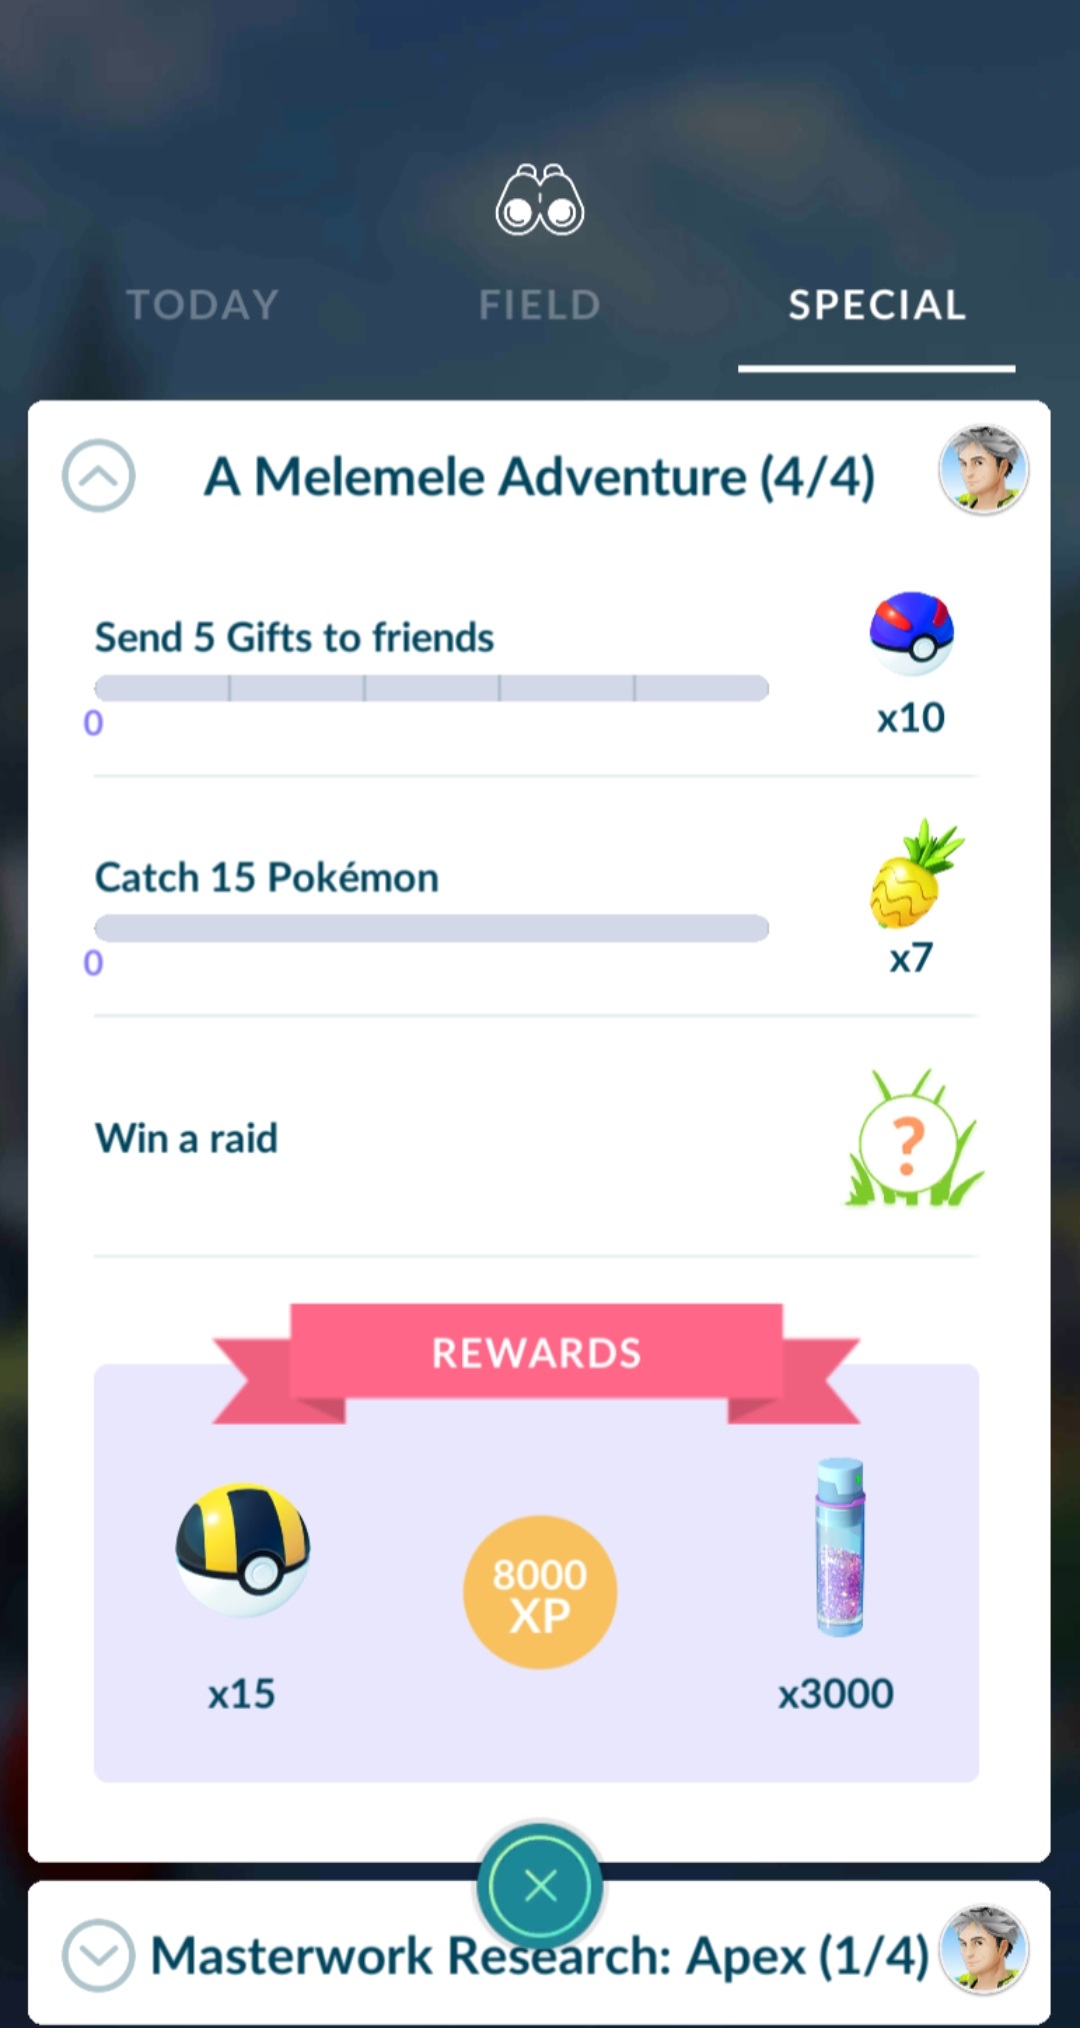 TODAY
FIELD
SPECIAL
A Melemele Adventure (4/4)
Send 5 Gifts to friends
0
x10
Catch 15 Pokémon
0
x7
Win a raid
?
REWARDS
8000
XP
x15
x3000
Masterwork Research: Apex (1/4)